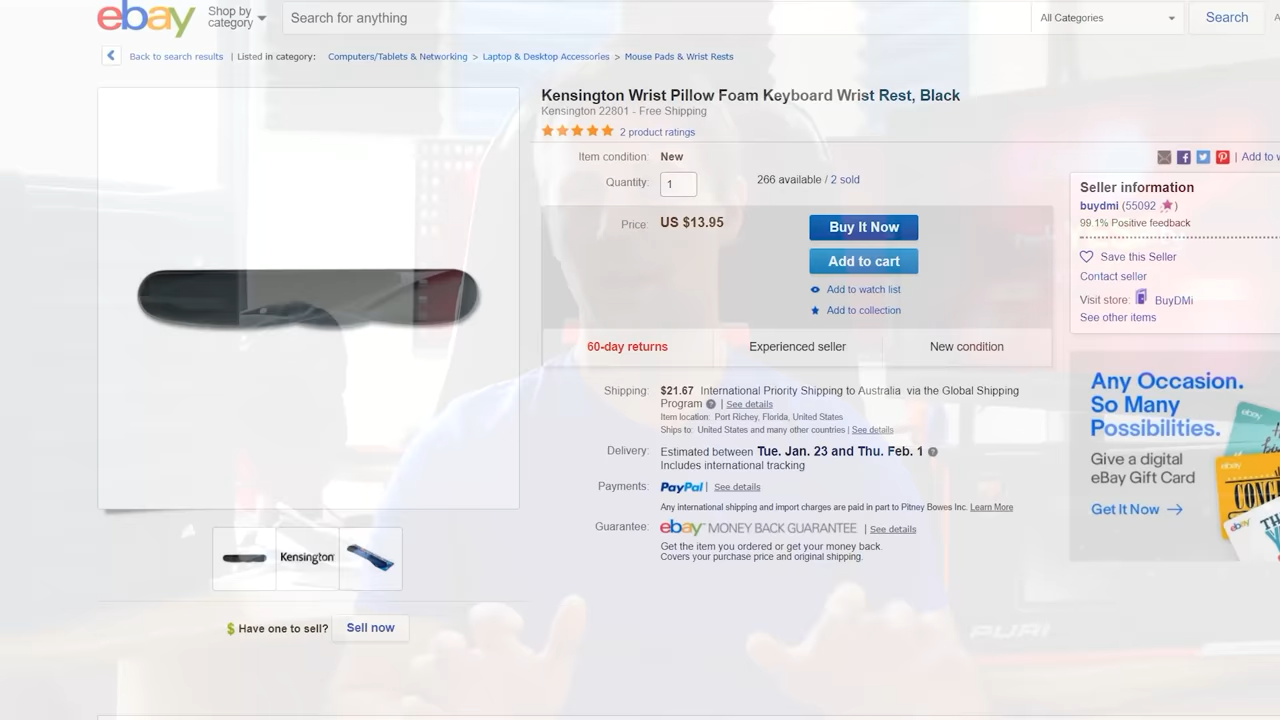 ebay
Shop by
category
Search for anything
All Categories
Search
Back to search results | Listed in category: Computers/Tablets & Networking > Laptop & Desktop Accessories > Mouse Pads & Wrist Rests
Kensington Wrist Pillow Foam Keyboard Wrist Rest, Black
Kensington 22801 - Free Shipping
2 product ratings
Item condition: New
Quantity: 1
266 available / 2 sold
Price: US $13.95
Buy It Now
Add to cart
Add to watch list
Add to collection
60-day returns
Experienced seller
New condition
Shipping: $21.67 International Priority Shipping to Australia via the Global Shipping
Program | See details
Item location: Port Richey, Florida, United States
Ships to: United States and many other countries | See details
Delivery: Estimated between Tue. Jan. 23 and Thu. Feb. 1
Includes international tracking
Payments: PayPal | See details
Any international shipping and import charges are paid in part to Pitney Bowes Inc. Learn More
Guarantee: ebay MONEY BACK GUARANTEE | See details
Get the item you ordered or get your money back.
Covers your purchase price and original shipping.
| Add to w
Seller information
buydmi (55092 )
99.1% Positive feedback
Save this Seller
Contact seller
Visit store: BuyDMi
See other items
Any Occasion.
So Many
Possibilities.
Give a digital
eBay Gift Card
Get It Now
ebay
ebay
ebay
Kensington
Have one to sell? Sell now